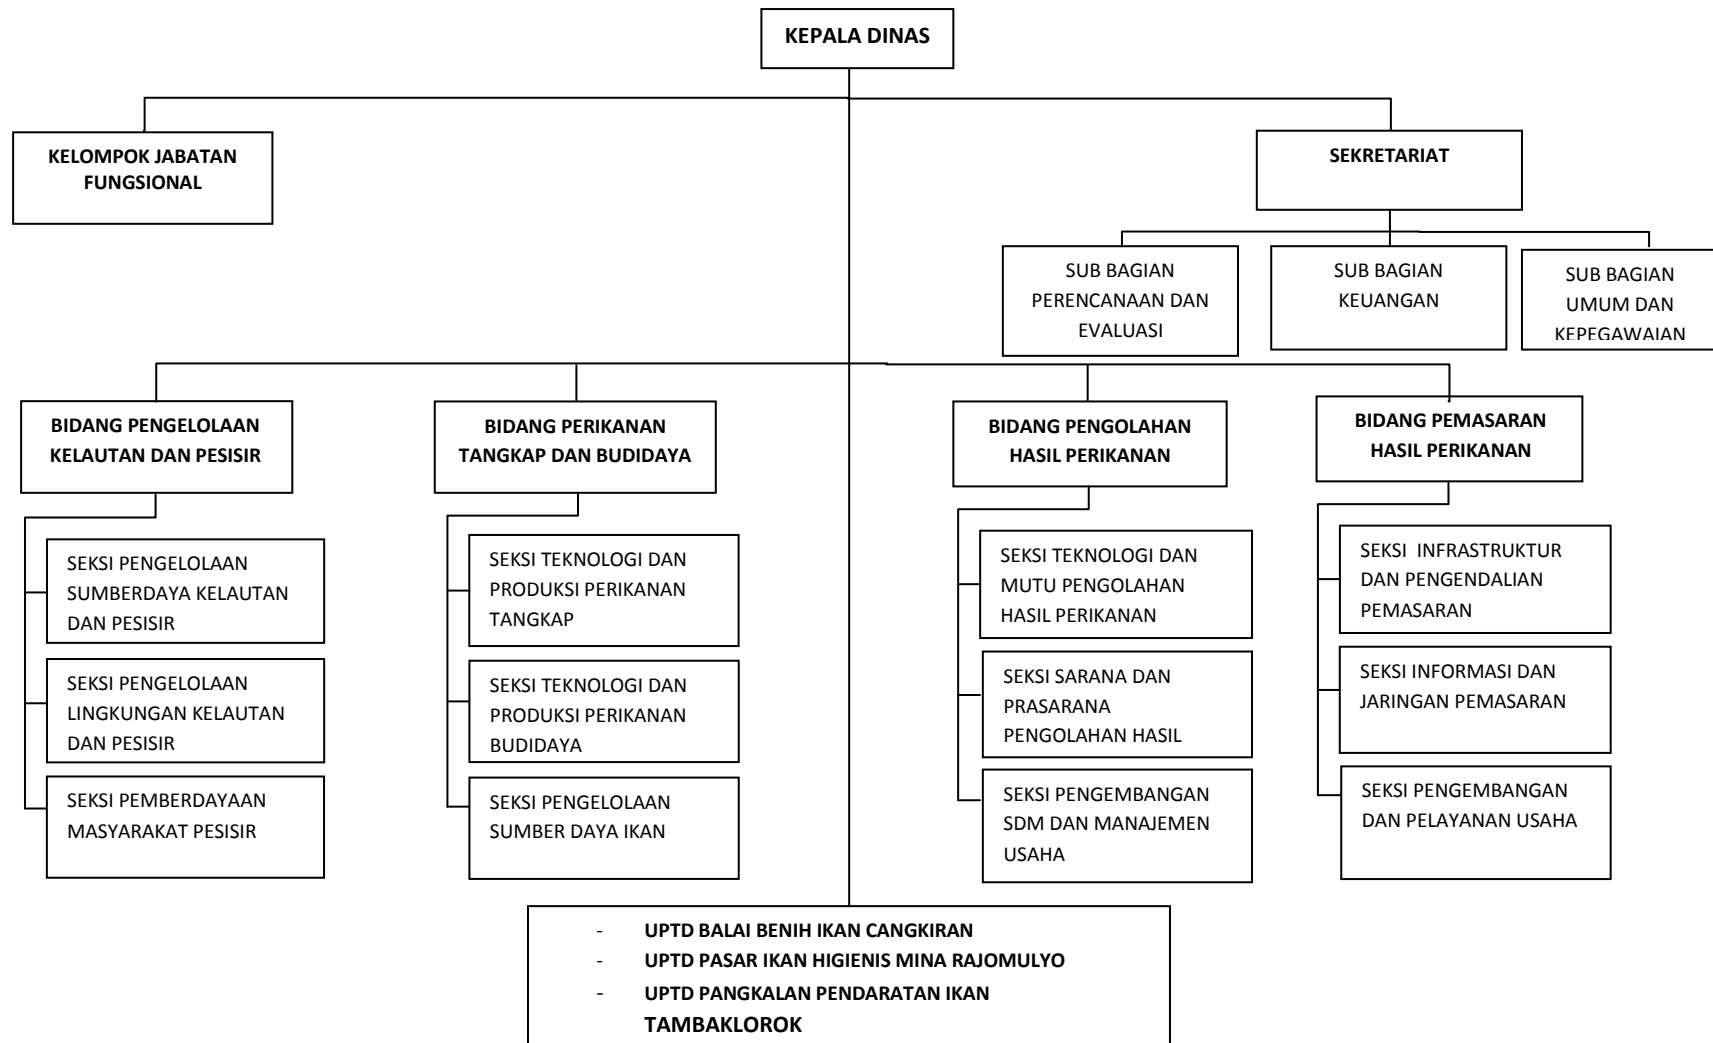 KEPALA DINAS
KELOMPOK JABATAN
FUNGSIONAL
SEKRETARIAT
SUB BAGIAN
PERENCANAAN DAN
EVALUASI
SUB BAGIAN
KEUANGAN
SUB BAGIAN
UMUM DAN
KEPEGAWAIAN
BIDANG PENGELOLAAN
KELAUTAN DAN PESISIR
BIDANG PERIKANAN
TANGKAP DAN BUDIDAYA
BIDANG PENGOLAHAN
HASIL PERIKANAN
BIDANG PEMASARAN
HASIL PERIKANAN
SEKSI PENGELOLAAN
SUMBERDAYA KELAUTAN
DAN PESISIR
SEKSI PENGELOLAAN
LINGKUNGAN KELAUTAN
DAN PESISIR
SEKSI PEMBERDAYAAN
MASYARAKAT PESISIR
SEKSI TEKNOLOGI DAN
PRODUKSI PERIKANAN
TANGKAP
SEKSI TEKNOLOGI DAN
PRODUKSI PERIKANAN
BUDIDAYA
SEKSI PENGELOLAAN
SUMBER DAYA IKAN
SEKSI TEKNOLOGI DAN
MUTU PENGOLAHAN
HASIL PERIKANAN
SEKSI SARANA DAN
PRASARANA
PENGOLAHAN HASIL
SEKSI PENGEMBANGAN
SDM DAN MANAJEMEN
USAHA
SEKSI  INFRASTRUKTUR
DAN PENGENDALIAN
PEMASARAN
SEKSI INFORMASI DAN
JARINGAN PEMASARAN
SEKSI PENGEMBANGAN
DAN PELAYANAN USAHA
- UPTD BALAI BENIH IKAN CANGKIRAN
- UPTD PASAR IKAN HIGIENIS MINA RAJOMULYO
- UPTD PANGKALAN PENDARATAN IKAN
TAMBAKLOROK